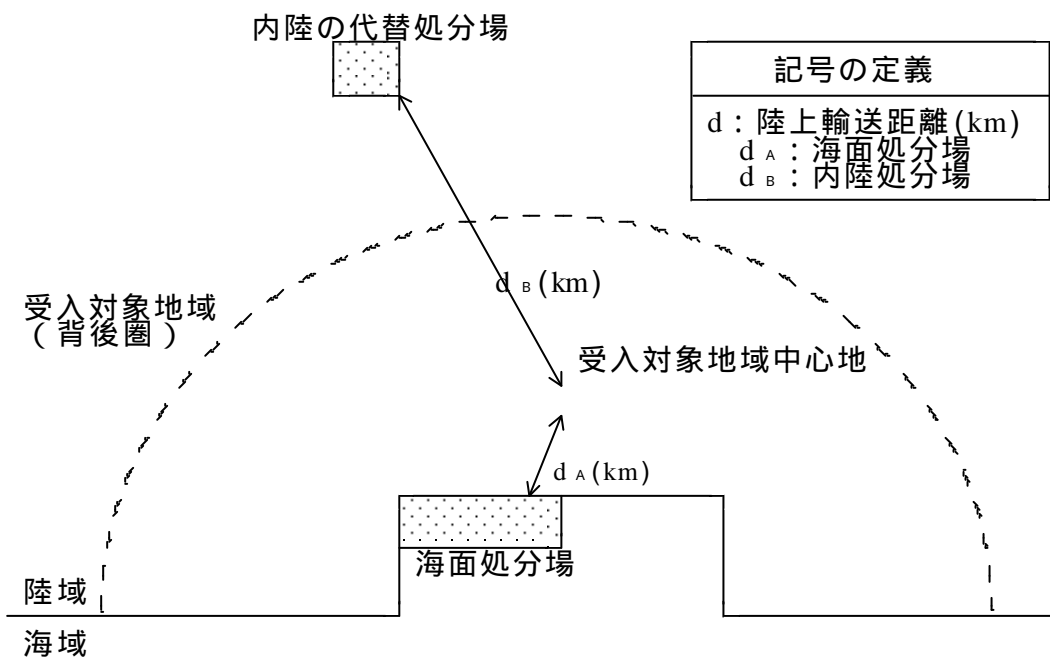 内陸の代替処分場
記号の定義
d：陸上輸送距離(km)
d A：海面処分場
d B：内陸処分場
d B(km)
受入対象地域
（背後圏）
受入対象地域中心地
d A(km)
海面処分場
陸域
海域